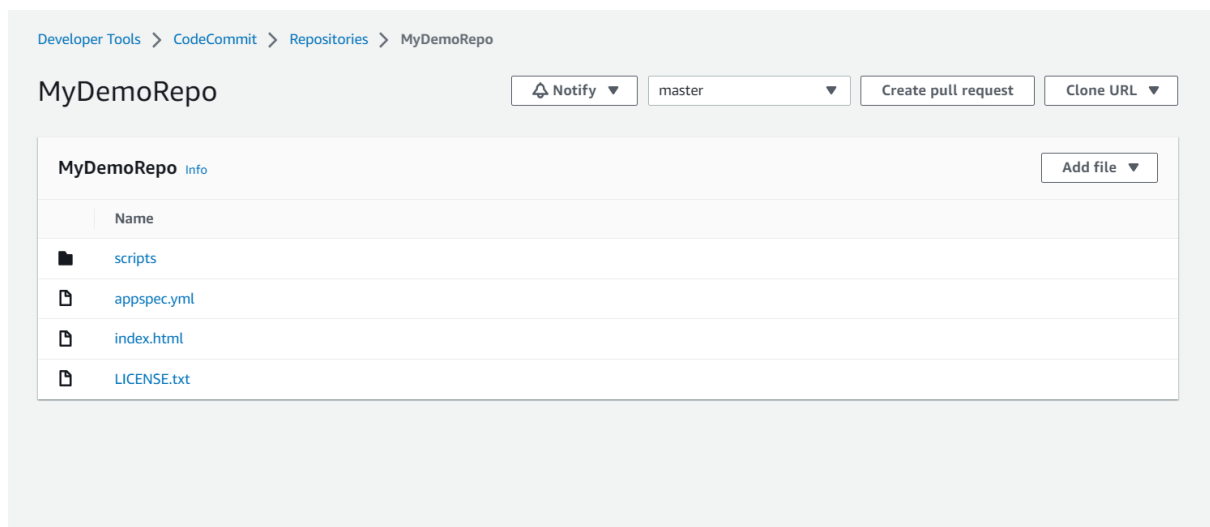 Developer Tools > CodeCommit > Repositories > MyDemoRepo
MyDemoRepo
Notify
master
Create pull request
Clone URL
MyDemoRepo Info
Add file
Name
scripts
appspec.yml
index.html
LICENSE.txt